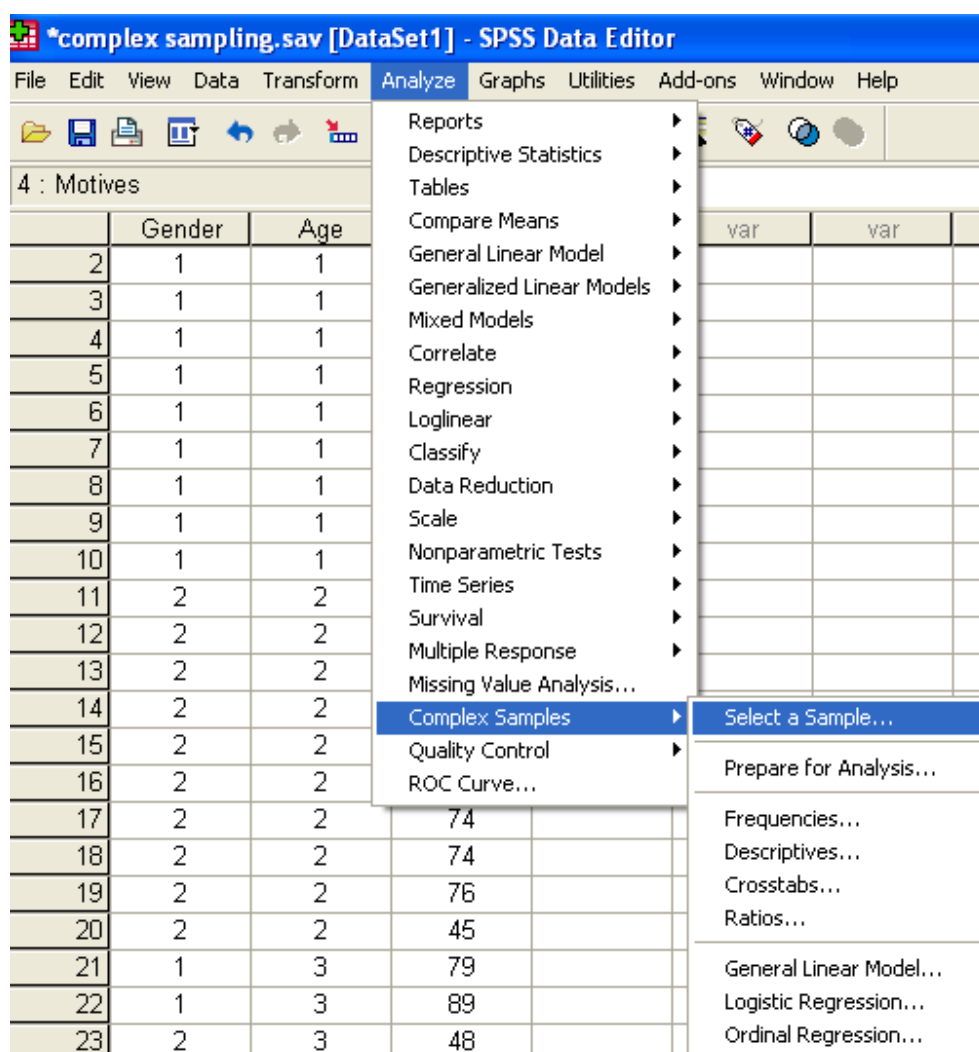 *complex sampling.sav [DataSet1] - SPSS Data Editor
File Edit View Data Transform Analyze Graphs Utilities Add-ons Window Help
4 : Motives
Gender Age var var
2 1 1
3 1 1
4 1 1
5 1 1
6 1 1
7 1 1
8 1 1
9 1 1
10 1 1
11 2 2
12 2 2
13 2 2
14 2 2
15 2 2
16 2 2
17 2 2 74
18 2 2 74
19 2 2 76
20 2 2 45
21 1 3 79
22 1 3 89
23 2 3 48
Reports
Descriptive Statistics
Tables
Compare Means
General Linear Model
Generalized Linear Models
Mixed Models
Correlate
Regression
Loglinear
Classify
Data Reduction
Scale
Nonparametric Tests
Time Series
Survival
Multiple Response
Missing Value Analysis...
Complex Samples
Quality Control
ROC Curve...
Select a Sample...
Prepare for Analysis...
Frequencies...
Descriptives...
Crosstabs...
Ratios...
General Linear Model...
Logistic Regression...
Ordinal Regression...